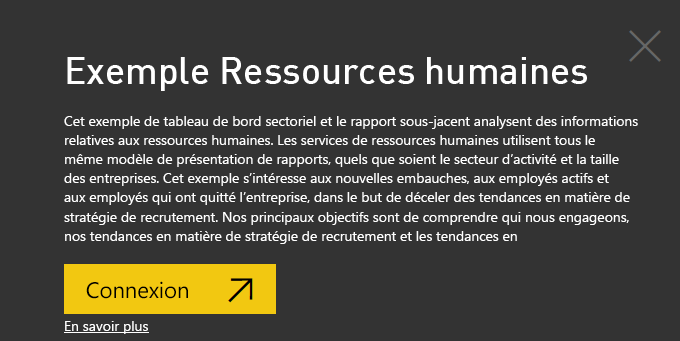 Exemple Ressources humaines
Cet exemple de tableau de bord sectoriel et le rapport sous-jacent analysent des informations
relatives aux ressources humaines. Les services de ressources humaines utilisent tous le
même modèle de présentation de rapports, quels que soient le secteur d'activité et la taille
des entreprises. Cet exemple s'intéresse aux nouvelles embauches, aux employés actifs et
aux employés qui ont quitté l'entreprise, dans le but de déceler des tendances en matière de
stratégie de recrutement. Nos principaux objectifs sont de comprendre qui nous engageons,
nos tendances en matière de stratégie de recrutement et les tendances en
Connexion
En savoir plus